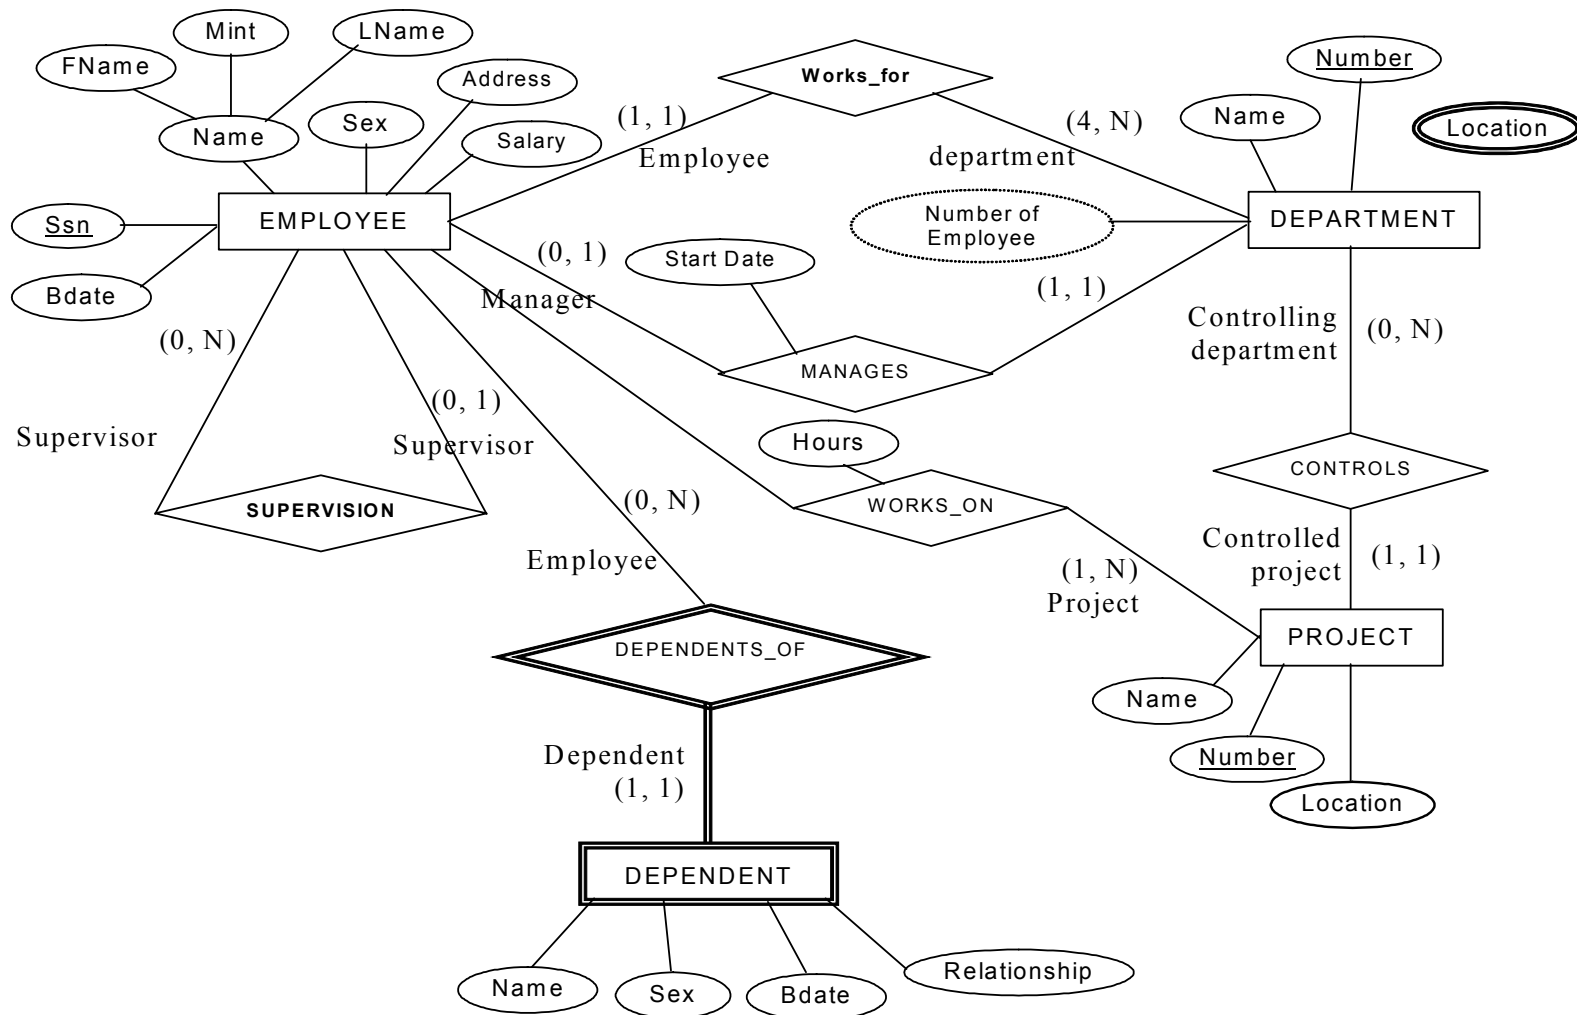 Mint
LName
FName
Address
Works_for
Number
Name
Sex
Salary
(1, 1)
Employee
(4, N)
department
Name
Location
EMPLOYEE
Ssn
Bdate
Number of
Employee
DEPARTMENT
(0, 1)
Manager
Start Date
(1, 1)
MANAGES
Controlling
department
(0, N)
(0, N)
Supervisor
(0, 1)
Supervisor
SUPERVISION
Hours
WORKS_ON
CONTROLS
(0, N)
Employee
(1, N)
Project
Controlled
project
(1, 1)
PROJECT
DEPENDENTS_OF
Name
Number
Location
Dependent
(1, 1)
DEPENDENT
Name
Sex
Bdate
Relationship